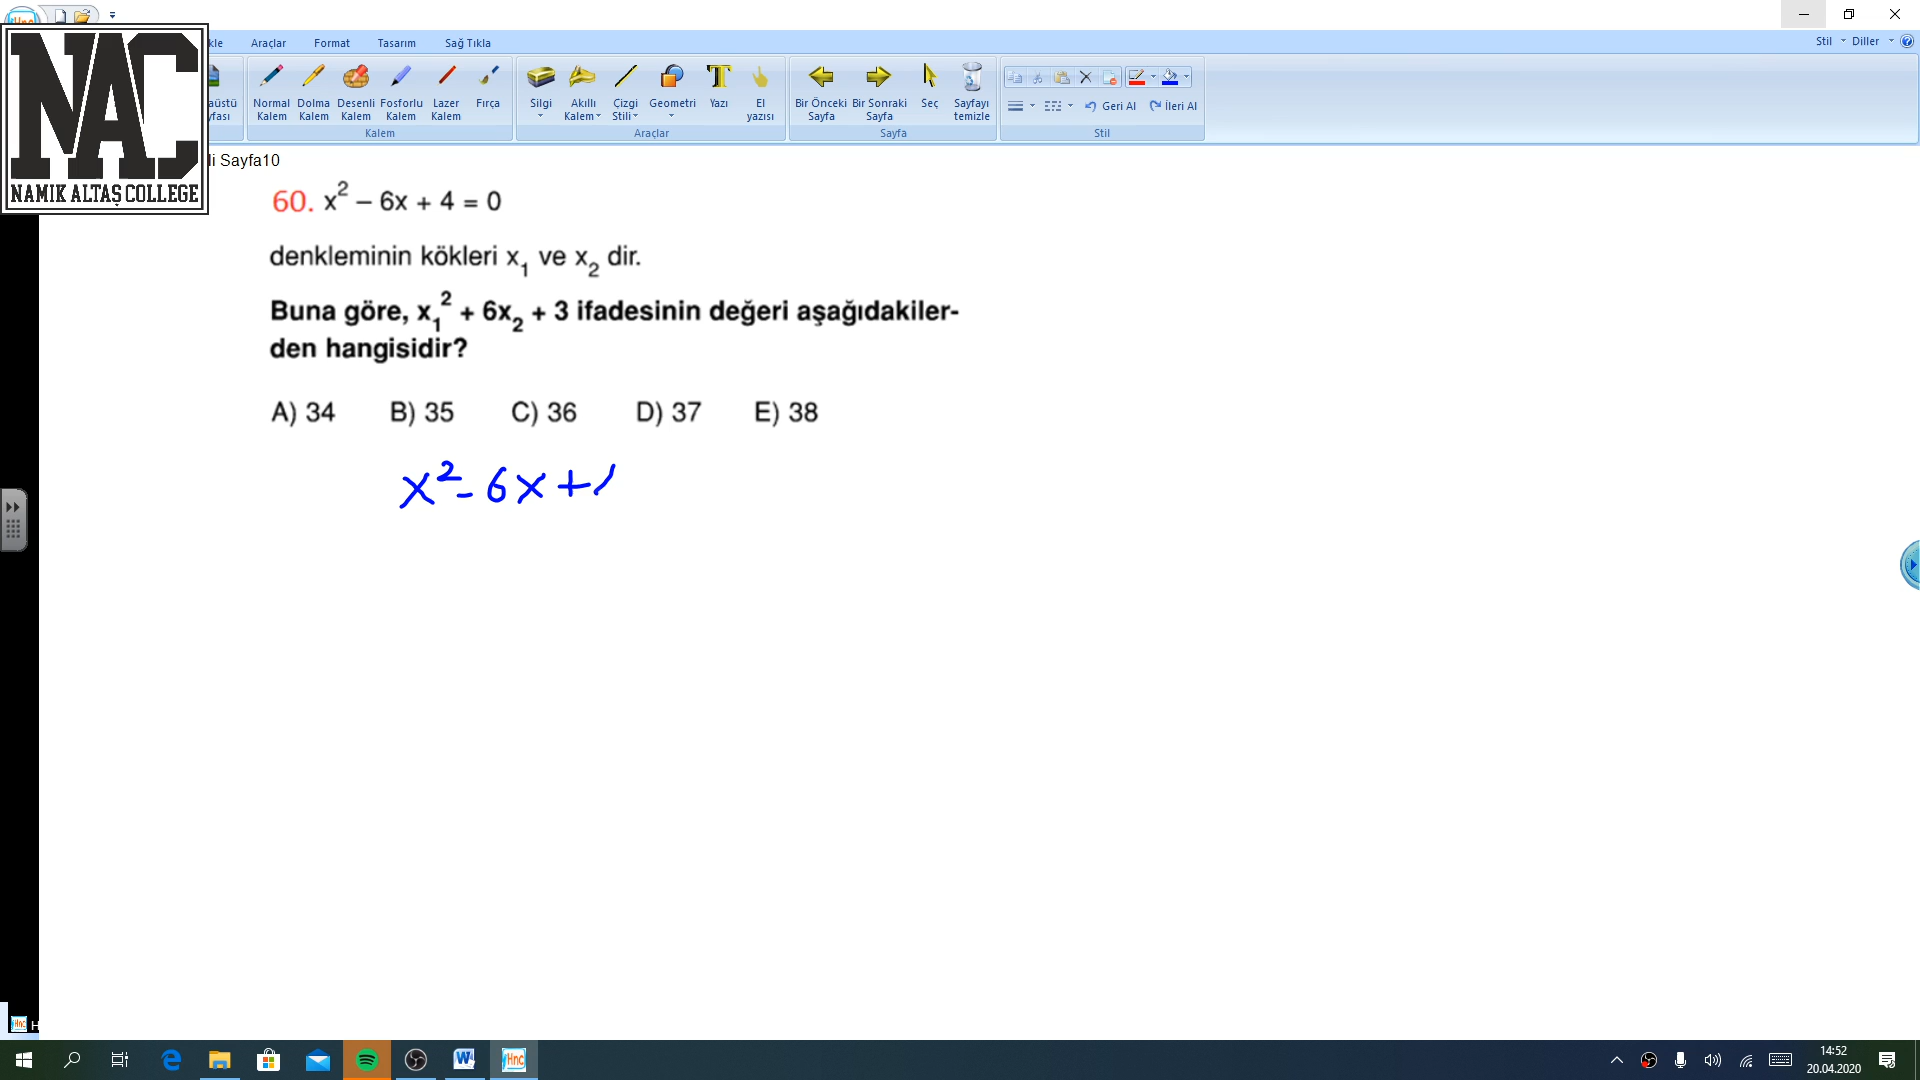 kle Araçlar Format Tasarım Sağ Tıkla
Stil Diller
Normal Kalem Dolma Kalem Desenli Kalem Fosforlu Kalem Lazer Kalem Fırça
Kalem
Silgi Akıllı Kalem Çizgi Stili Geometri Yazı El yazısı
Araçlar
Bir Önceki Sayfa Bir Sonraki Sayfa Seç Sayfayı temizle
Sayfa
Geri Al İleri Al
Stil
NAC
NAMIK ALTAŞ COLLEGE
li Sayfa10
60. x² – 6x + 4 = 0
denkleminin kökleri x₁ ve x₂ dir.
Buna göre, x₁² + 6x₂ + 3 ifadesinin değeri aşağıdakiler-
den hangisidir?
A) 34 B) 35 C) 36 D) 37 E) 38
x² - 6x +
14:52
20.04.2020